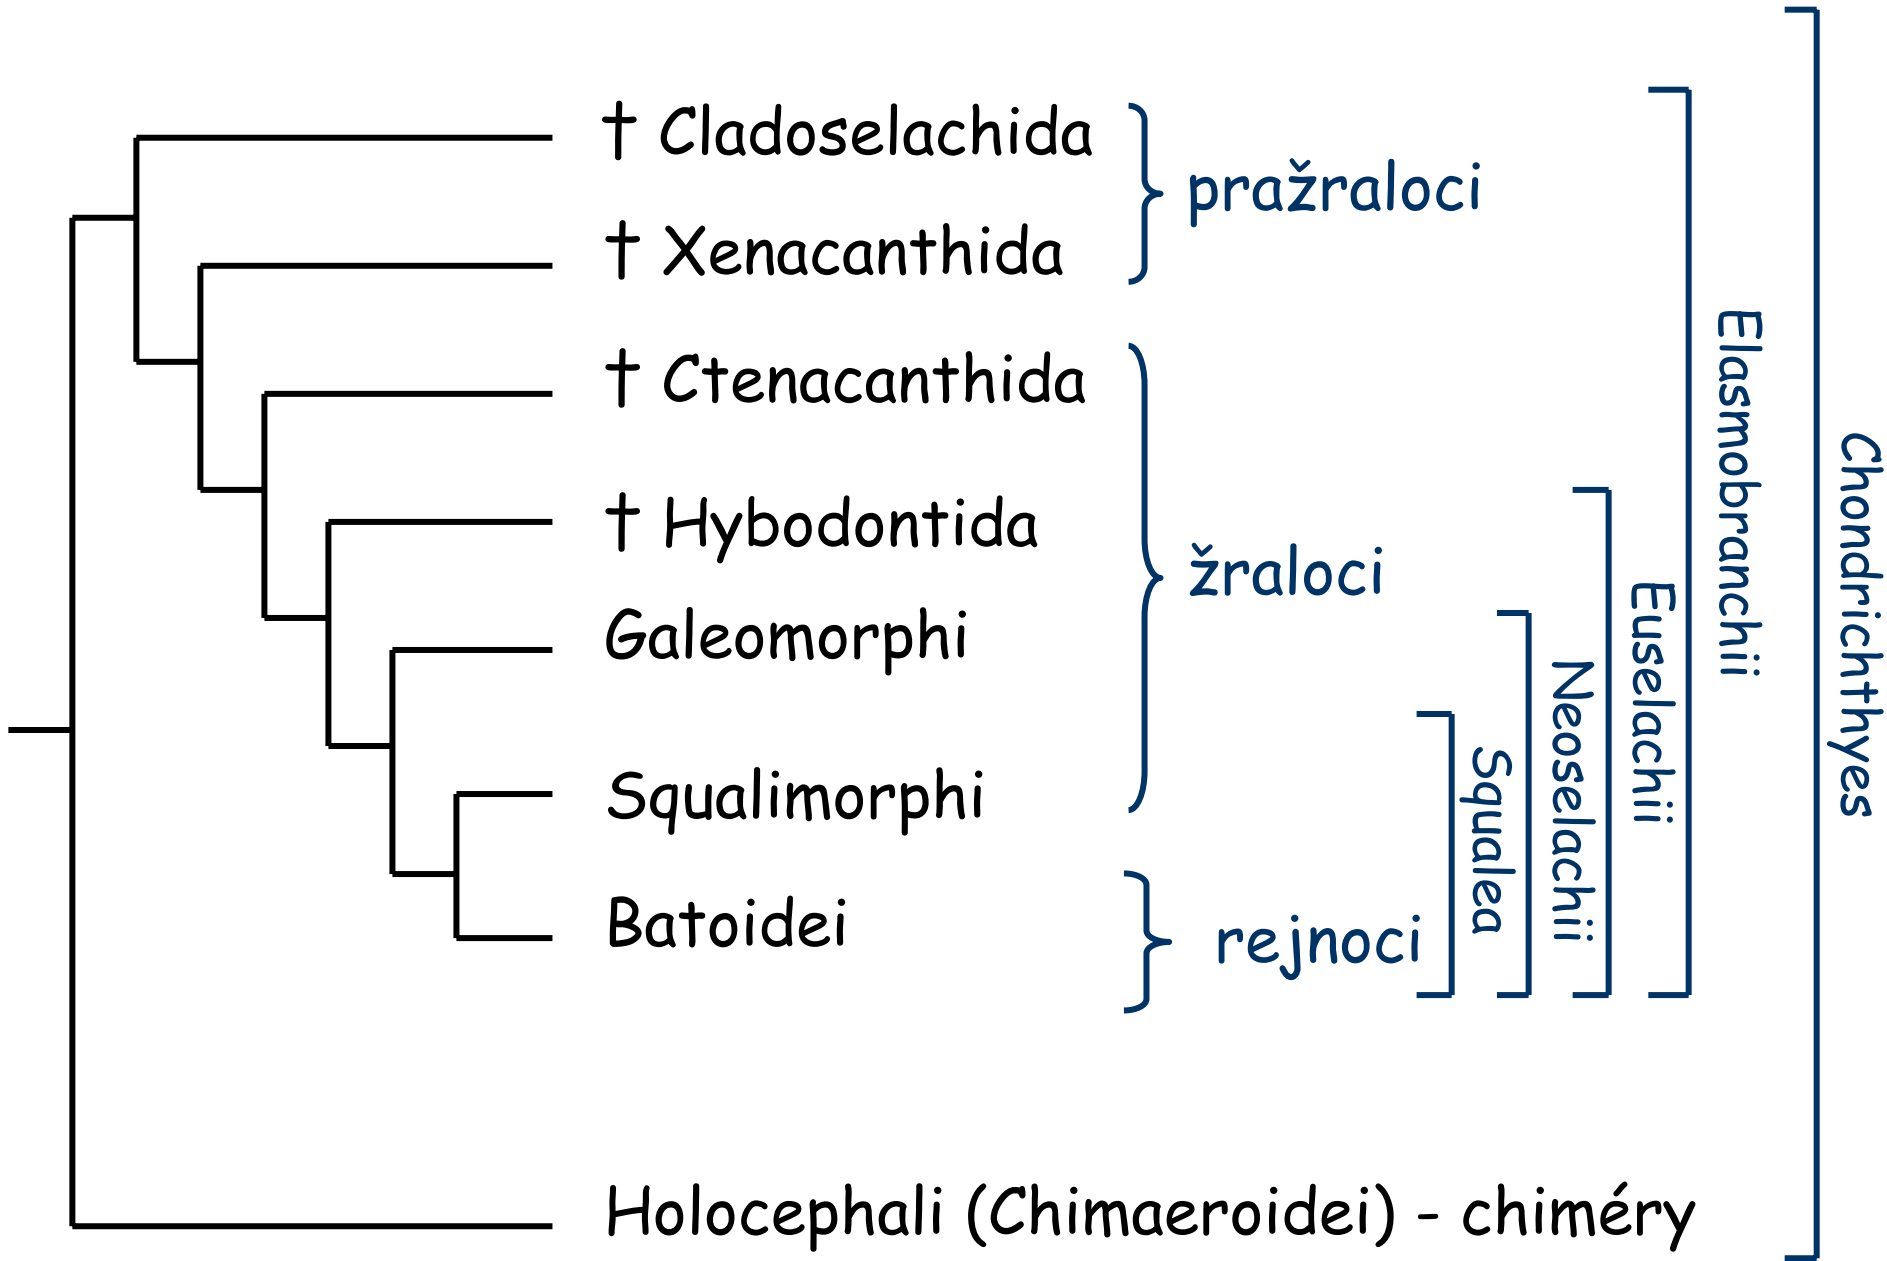 † Cladoselachida
pražraloci
† Xenacanthida
† Ctenacanthida
† Hybodontida
žraloci
Galeomorphi
Squalimorphi
Batoidei
rejnoci
Squalea
Neoselachii
Euselachii
Elasmobranchii
Chondrichthyes
Holocephali (Chimaeroidei) - chiméry